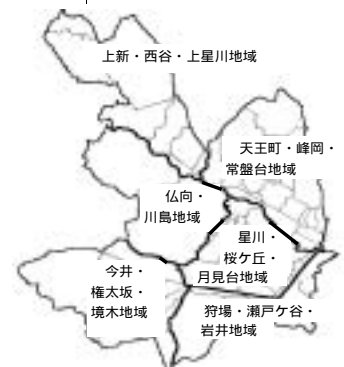 上新・西谷・上星川地域
天王町・峰岡・
常盤台地域
仏向・
川島地域
星川・
桜ケ丘・
月見台地域
今井・
権太坂・
境木地域
狩場・瀬戸ケ谷・
岩井地域